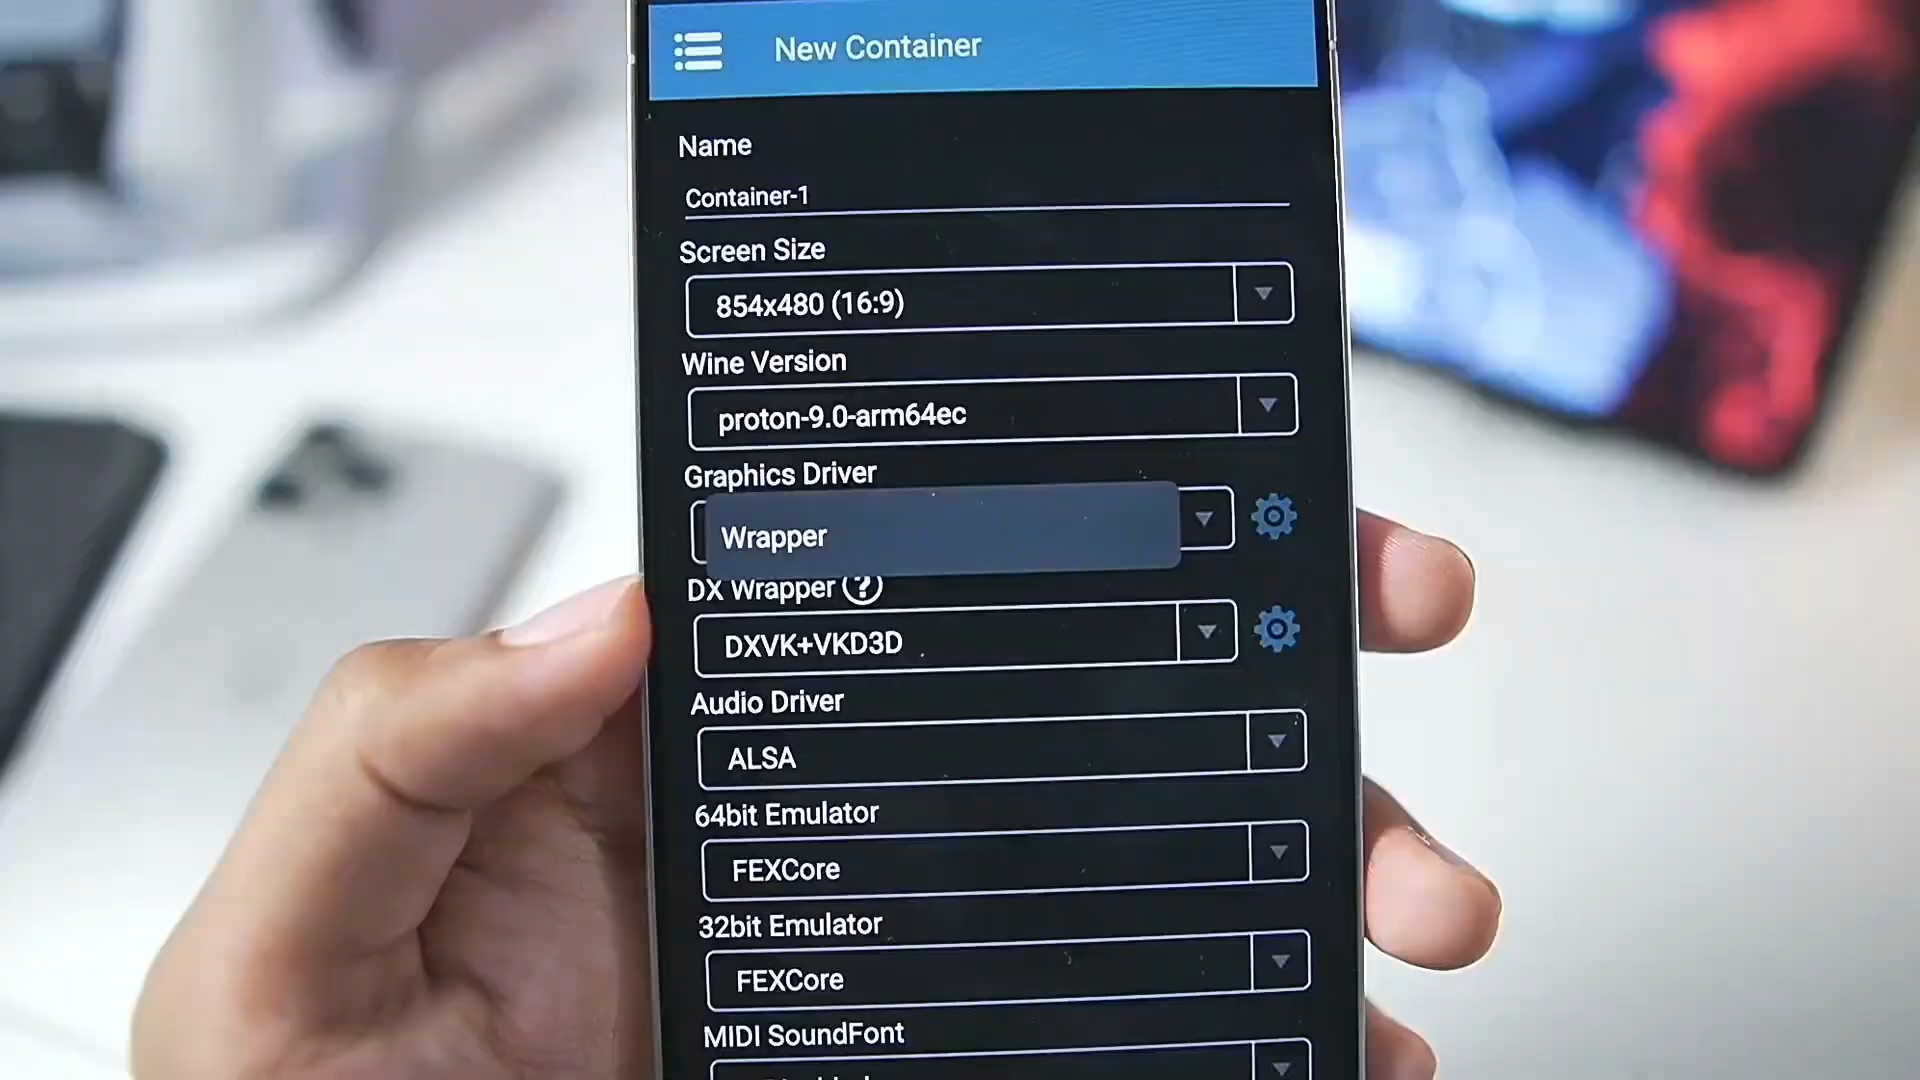 New Container
Name
Container-1
Screen Size
854x480 (16:9)
Wine Version
proton-9.0-arm64ec
Graphics Driver
Wrapper
DX Wrapper ?
DXVK+VKD3D
Audio Driver
ALSA
64bit Emulator
FEXCore
32bit Emulator
FEXCore
MIDI SoundFont